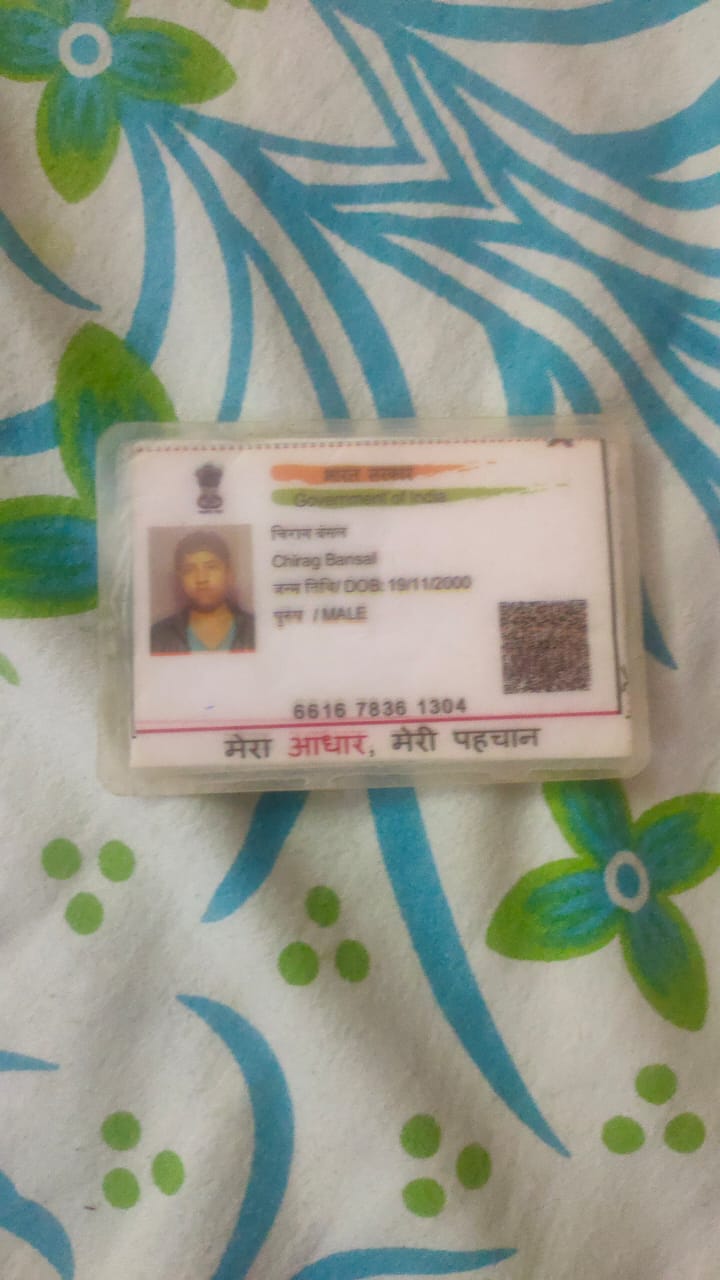 भारत सरकार
Government of India
चिराग बंसल
Chirag Bansal
जन्म तिथि/ DOB: 19/11/2000
पुरुष / MALE
6616 7836 1304
मेरा आधार, मेरी पहचान